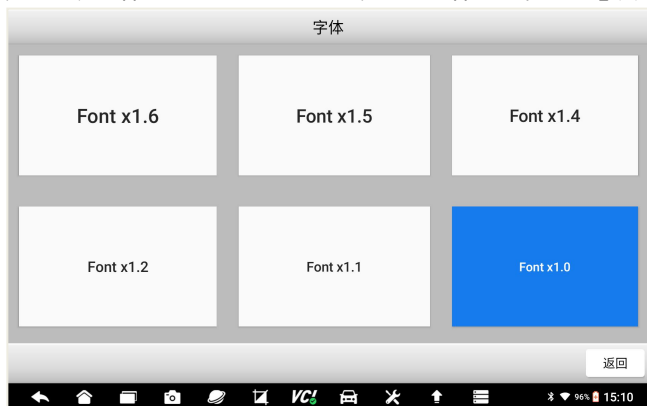 字体
Font x1.6
Font x1.5
Font x1.4
Font x1.2
Font x1.1
Font x1.0
返回
VC!
96%
15:10